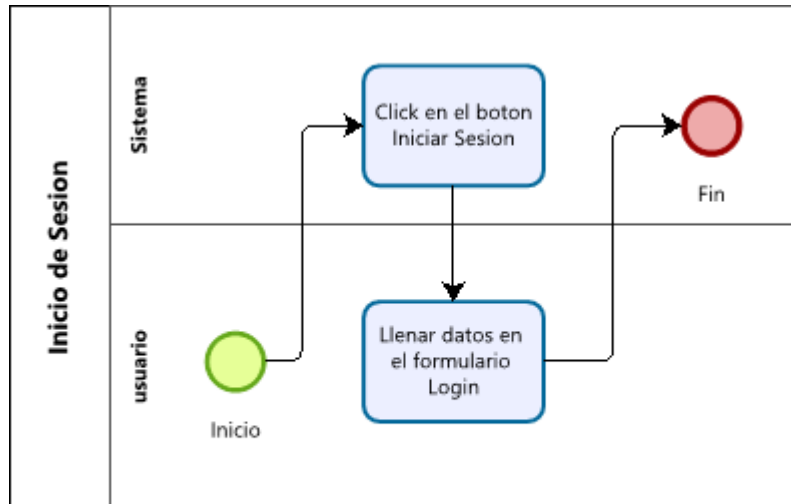 Inicio de Sesion
Sistema
Click en el boton
Iniciar Sesion
Fin
usuario
Inicio
Llenar datos en
el formulario
Login